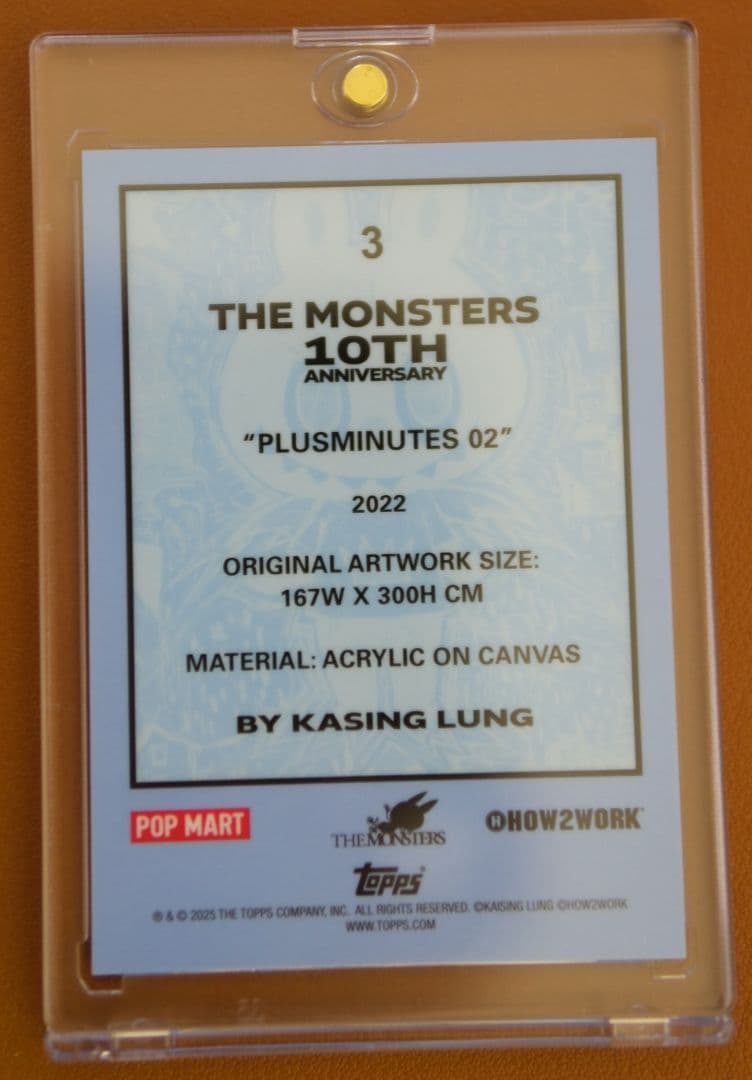 3
THE MONSTERS
10TH
ANNIVERSARY
“PLUSMINUTES 02”
2022
ORIGINAL ARTWORK SIZE:
167W X 300H CM
MATERIAL: ACRYLIC ON CANVAS
BY KASING LUNG
POP MART
THE MONSTERS
HOW2WORK
topps
® & © 2025 THE TOPPS COMPANY, INC. ALL RIGHTS RESERVED. ©KAISING LUNG ©HOW2WORK
WWW.TOPPS.COM